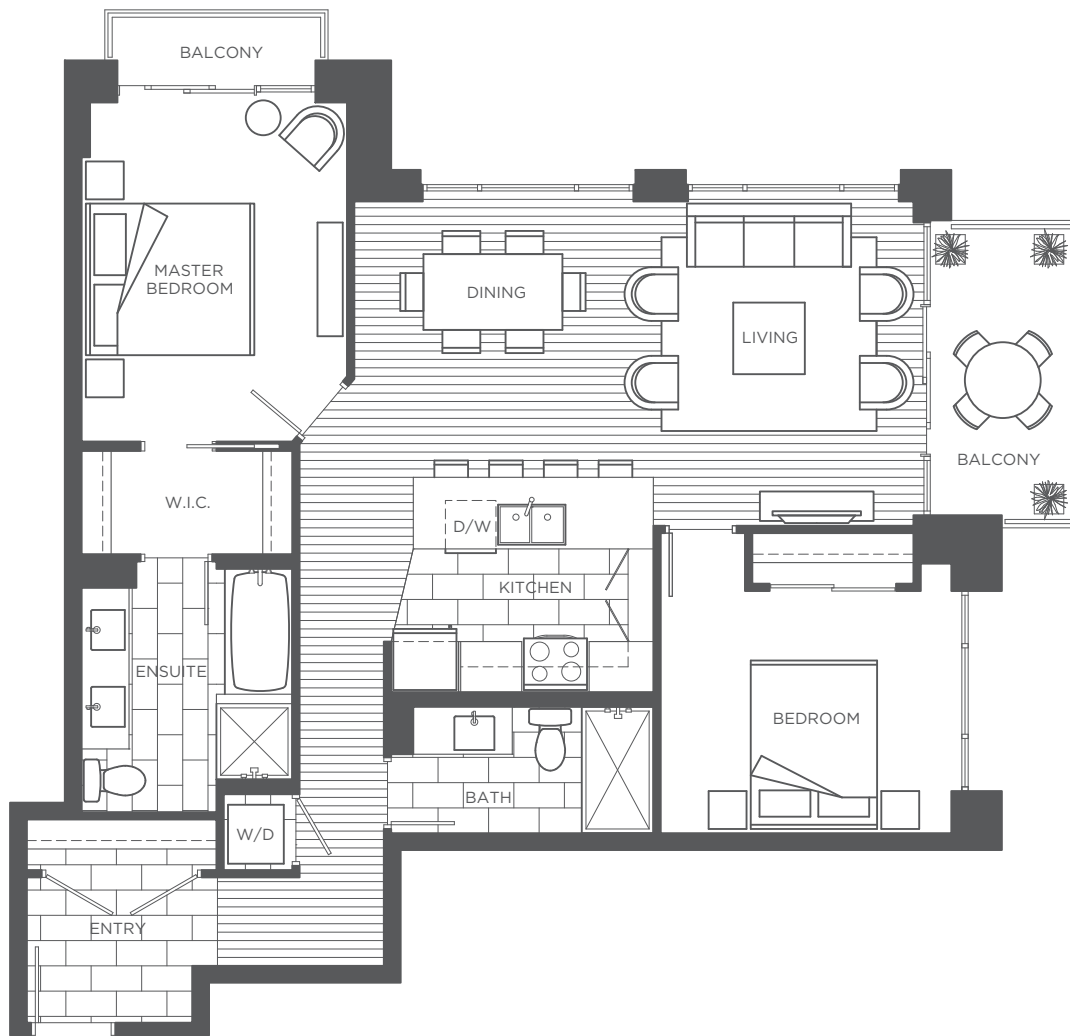 BALCONY
MASTER
BEDROOM
DINING
LIVING
BALCONY
W.I.C.
D/W
KITCHEN
ENSUITE
BEDROOM
BATH
W/D
ENTRY